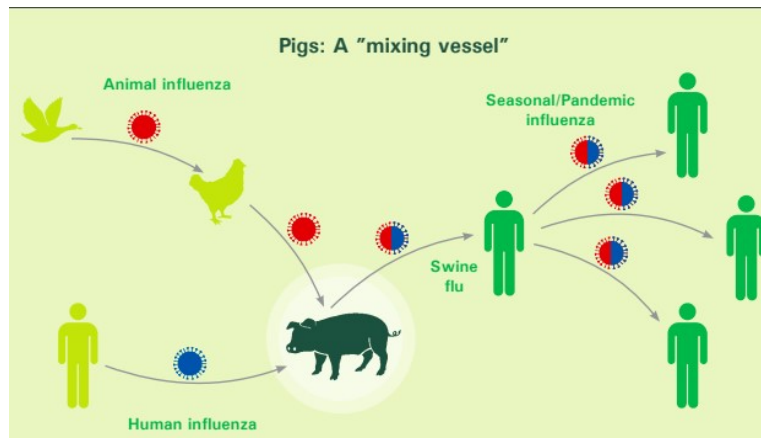 Pigs: A "mixing vessel"
Animal influenza
Seasonal/Pandemic
influenza
Swine
flu
Human influenza